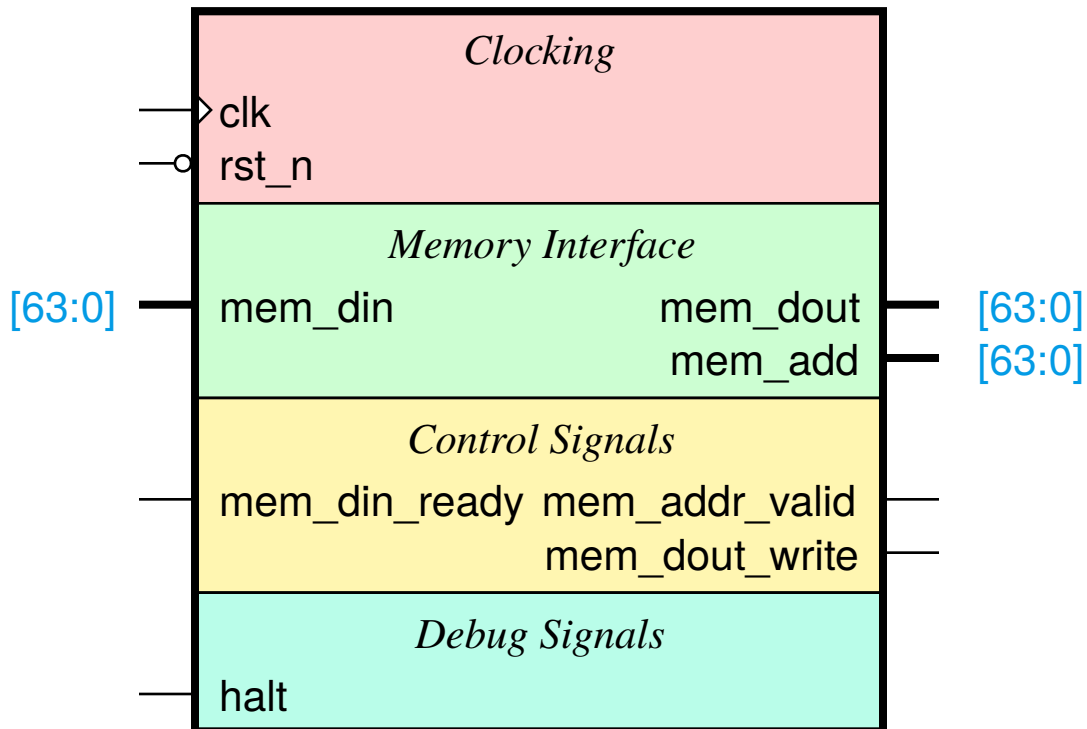 Clocking
clk
rst_n
Memory Interface
[63:0] mem_din mem_dout [63:0]
mem_add [63:0]
Control Signals
mem_din_ready mem_addr_valid
mem_dout_write
Debug Signals
halt